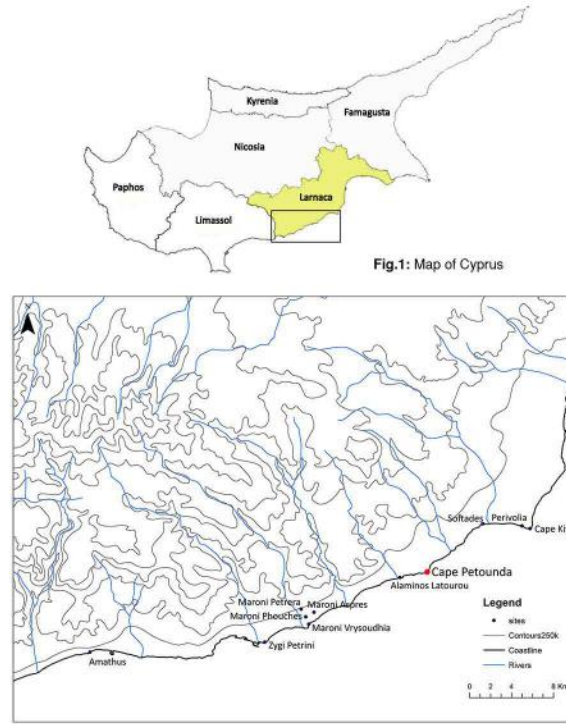 Kyrenia
Famagusta
Nicosia
Paphos
Larnaca
Limassol
Fig.1: Map of Cyprus
Softades
Perivolia
Cape Ki
Cape Petounda
Alaminos Latourou
Maroni Petrera
Maroni Aspres
Maroni Phouches
Maroni Vrysoudhia
Zygi Petrini
Amathus
Legend
sites
Contours250k
Coastline
Rivers
0 2 4 8 Km